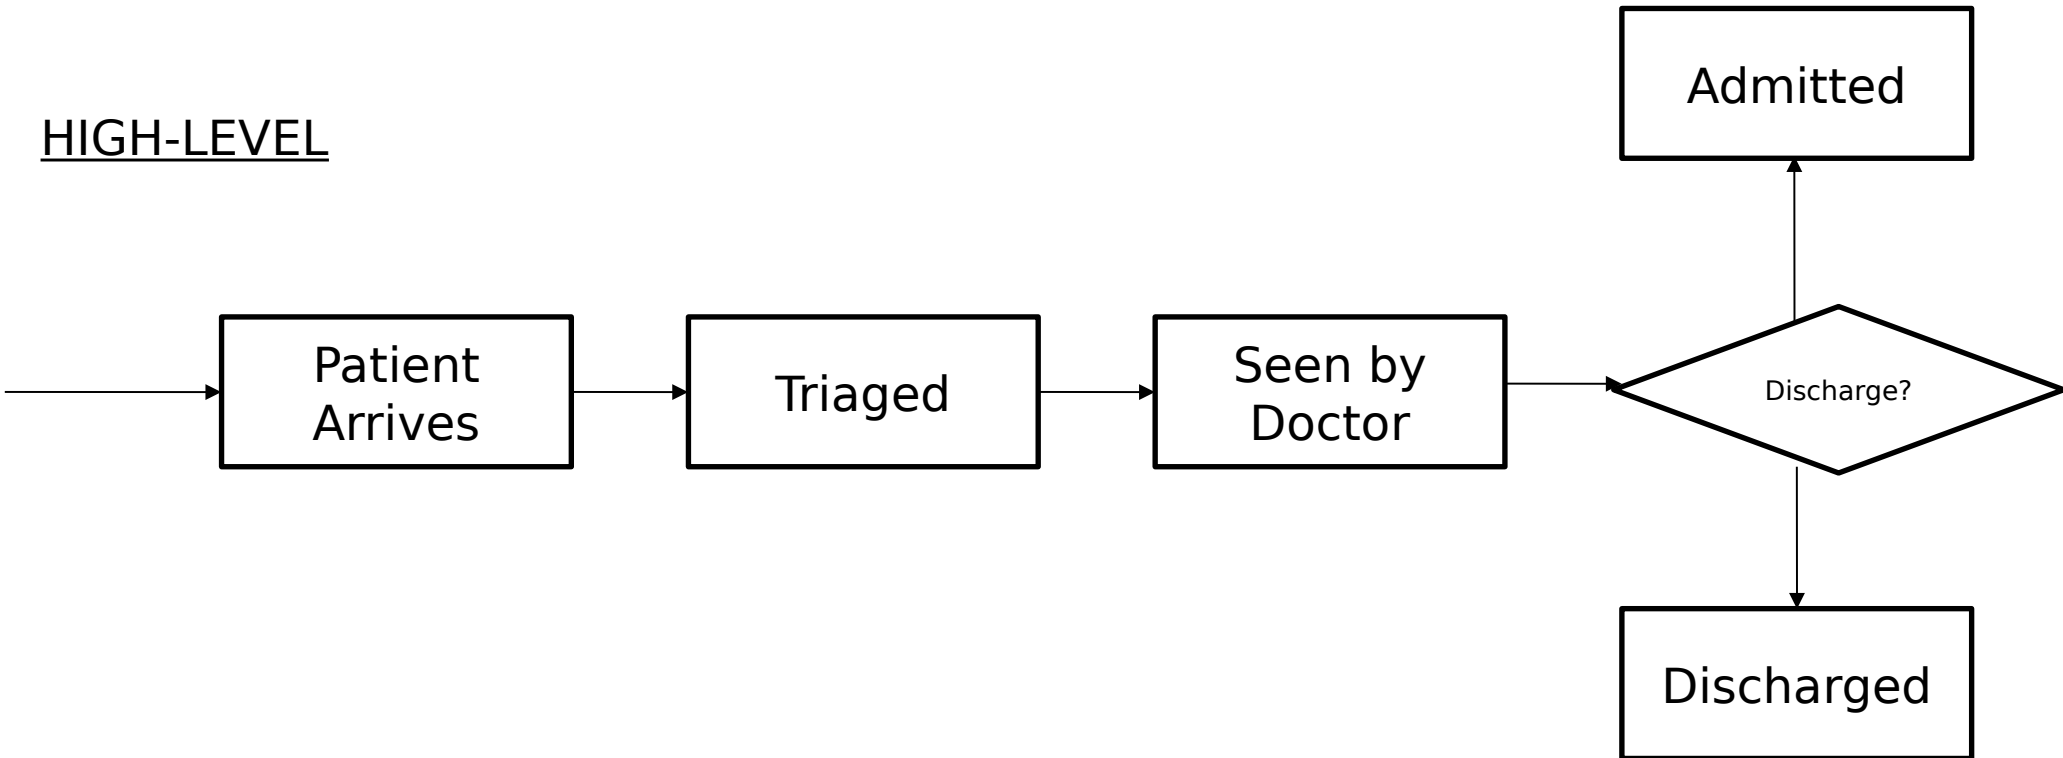 HIGH-LEVEL
Admitted
Patient
Arrives
Triaged
Seen by
Doctor
Discharge?
Discharged